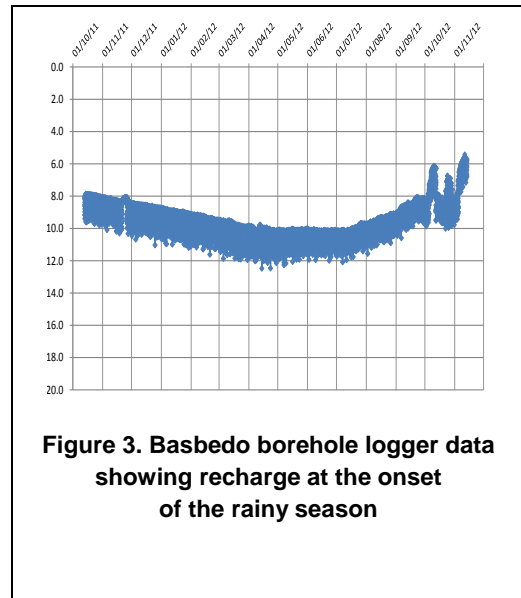 01/10/11 01/11/11 01/12/11 01/01/12 01/02/12 01/03/12 01/04/12 01/05/12 01/06/12 01/07/12 01/08/12 01/09/12 01/10/12 01/11/12
0.0
2.0
4.0
6.0
8.0
10.0
12.0
14.0
16.0
18.0
20.0
Figure 3. Basbedo borehole logger data
showing recharge at the onset
of the rainy season